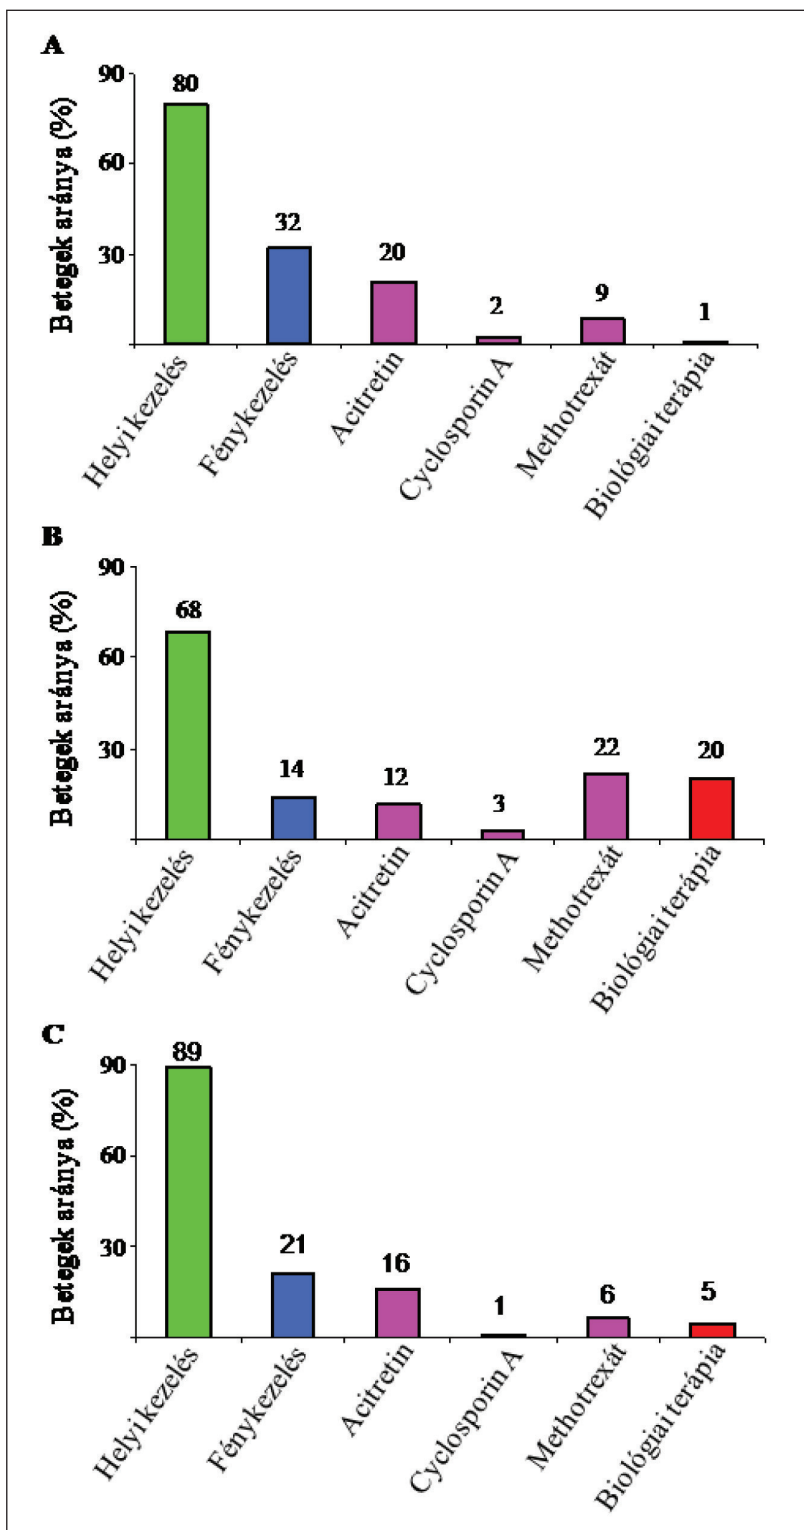 A
Betegek aránya (%)
90
60
30
80
32
20
2
9
1
Helyi kezelés
Fénykezelés
Acitretin
Cyclosporin A
Methotrexát
Biológiai terápia
B
Betegek aránya (%)
90
60
30
68
14
12
3
22
20
Helyi kezelés
Fénykezelés
Acitretin
Cyclosporin A
Methotrexát
Biológiai terápia
C
Betegek aránya (%)
90
60
30
89
21
16
1
6
5
Helyi kezelés
Fénykezelés
Acitretin
Cyclosporin A
Methotrexát
Biológiai terápia